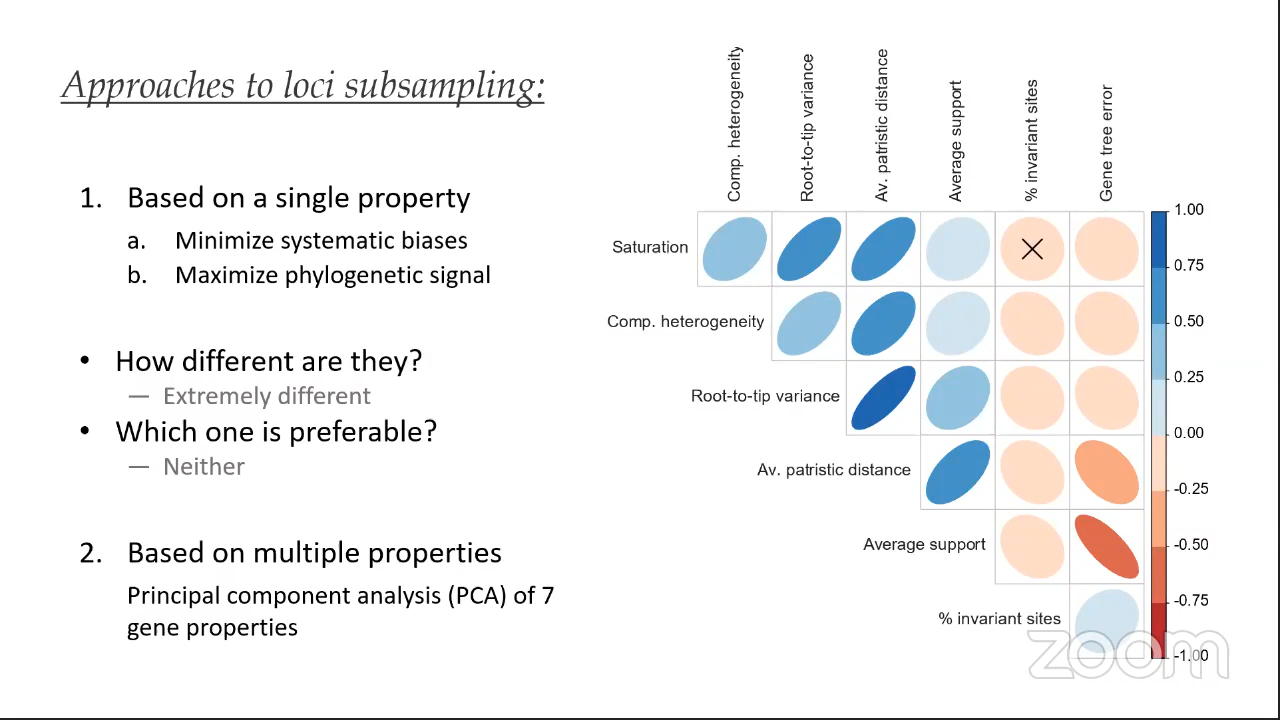 Approaches to loci subsampling:
1. Based on a single property
a. Minimize systematic biases
b. Maximize phylogenetic signal
• How different are they?
— Extremely different
• Which one is preferable?
— Neither
2. Based on multiple properties
Principal component analysis (PCA) of 7
gene properties
Comp. heterogeneity
Root-to-tip variance
Av. patristic distance
Average support
% invariant sites
Gene tree error
Saturation
Comp. heterogeneity
Root-to-tip variance
Av. patristic distance
Average support
% invariant sites
1.00
0.75
0.50
0.25
0.00
-0.25
-0.50
-0.75
-1.00
zoom